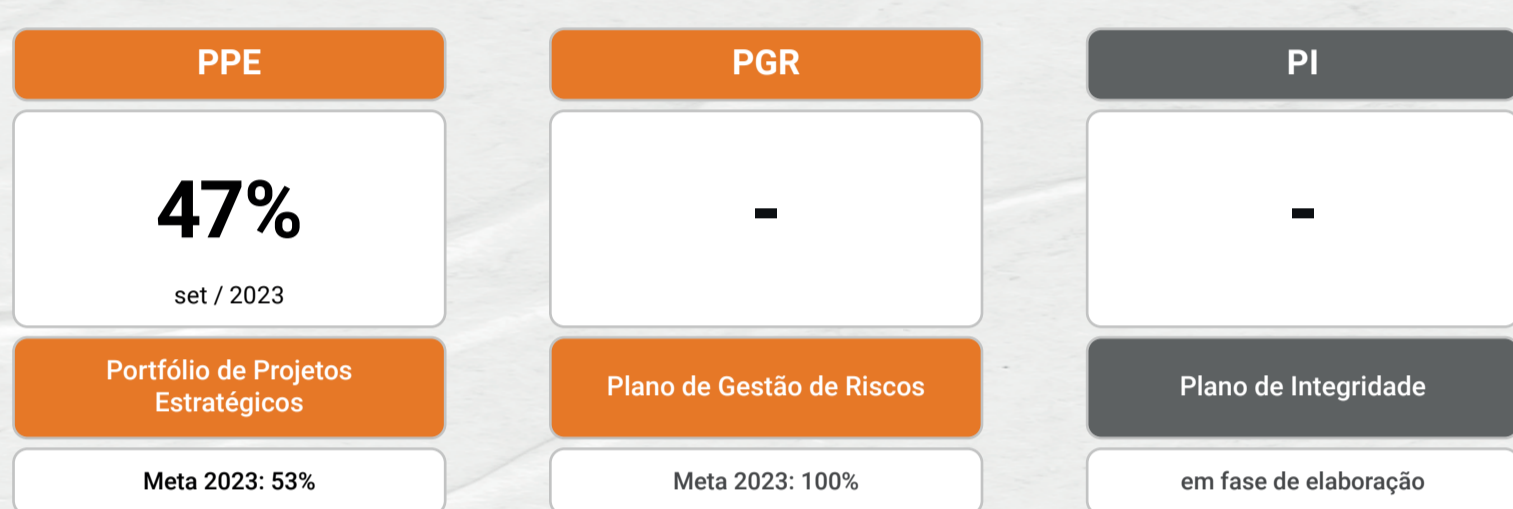 PPE
47%
set / 2023
Portfólio de Projetos
Estratégicos
Meta 2023: 53%
PGR
-
Plano de Gestão de Riscos
Meta 2023: 100%
PI
-
Plano de Integridade
em fase de elaboração